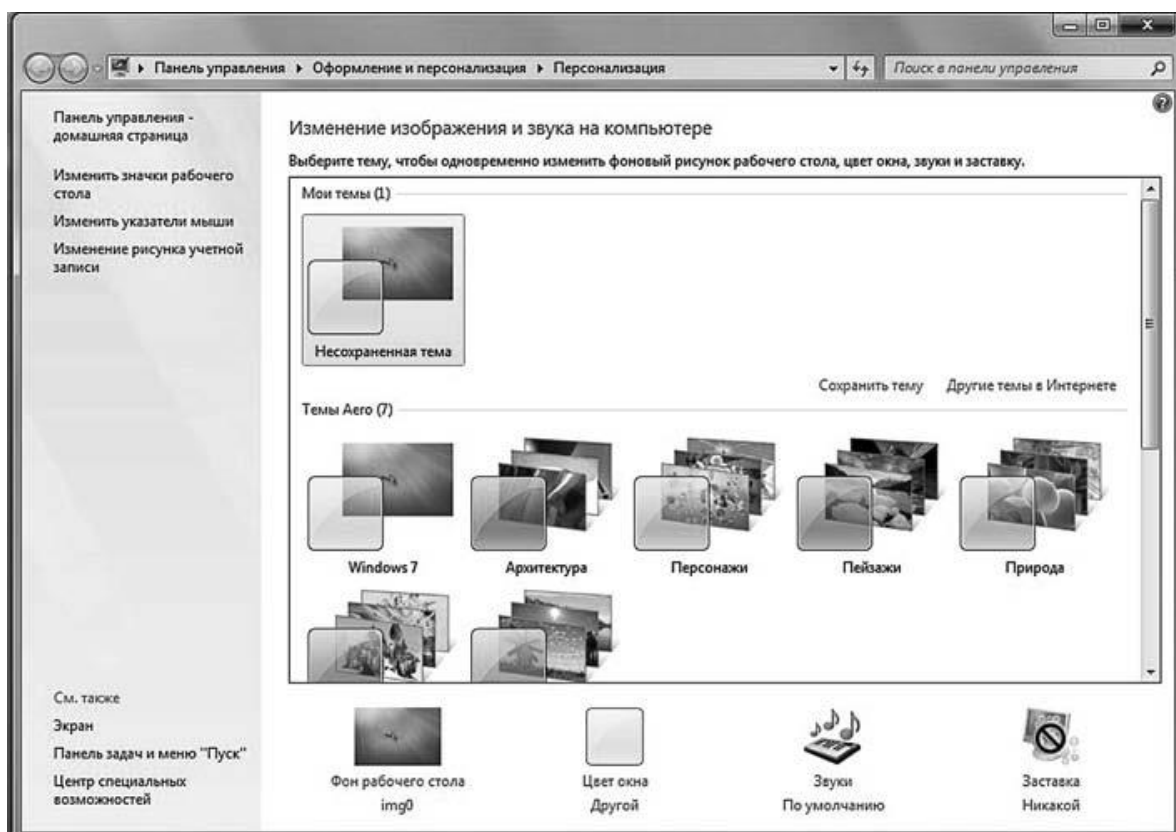 Панель управления ▸ Оформление и персонализация ▸ Персонализация
Поиск в панели управления
Панель управления -
домашняя страница
Изменить значки рабочего
стола
Изменить указатели мыши
Изменение рисунка учетной
записи
См. также
Экран
Панель задач и меню "Пуск"
Центр специальных
возможностей
Изменение изображения и звука на компьютере
Выберите тему, чтобы одновременно изменить фоновый рисунок рабочего стола, цвет окна, звуки и заставку.
Мои темы (1)
Несохраненная тема
Сохранить тему Другие темы в Интернете
Темы Aero (7)
Windows 7 Архитектура Персонажи Пейзажи Природа
Фон рабочего стола Цвет окна Звуки Заставка
img0 Другой По умолчанию Никакой